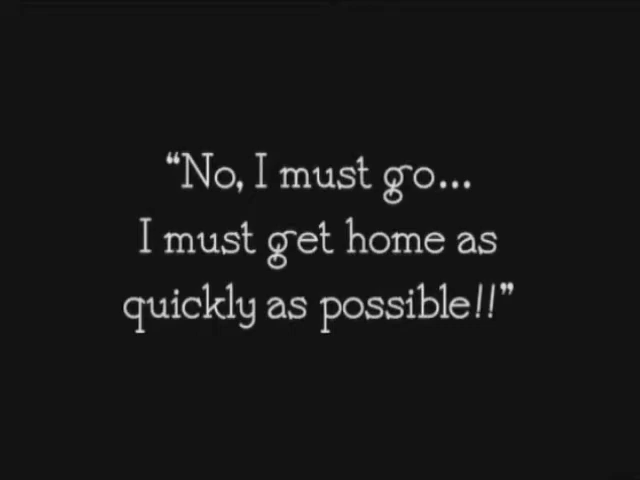 “No, I must go...
I must get home as
quickly as possible!!”